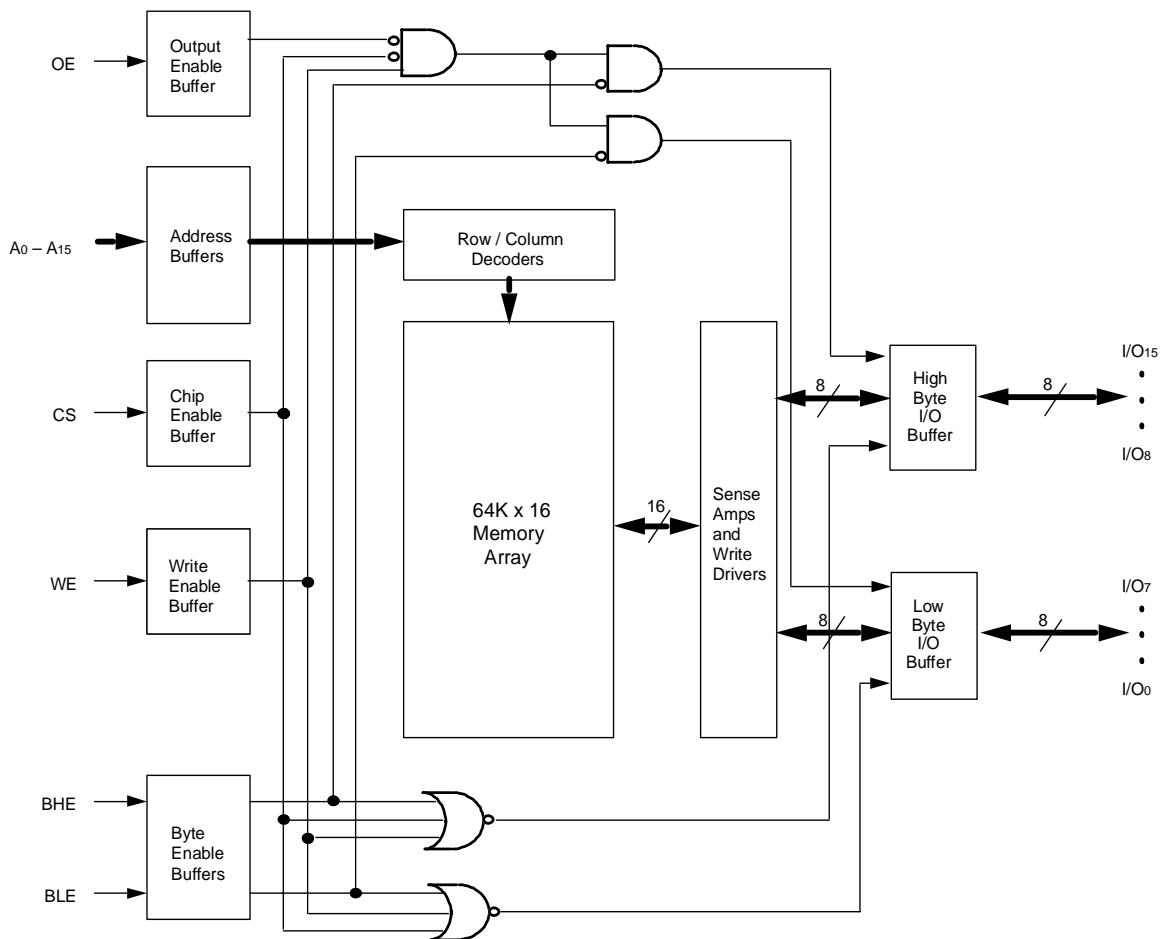 OE
Output
Enable
Buffer
A0 – A15
Address
Buffers
Row / Column
Decoders
CS
Chip
Enable
Buffer
WE
Write
Enable
Buffer
64K x 16
Memory
Array
16
Sense
Amps
and
Write
Drivers
8
High
Byte
I/O
Buffer
8
I/O15
I/O8
8
Low
Byte
I/O
Buffer
8
I/O7
I/O0
BHE
BLE
Byte
Enable
Buffers